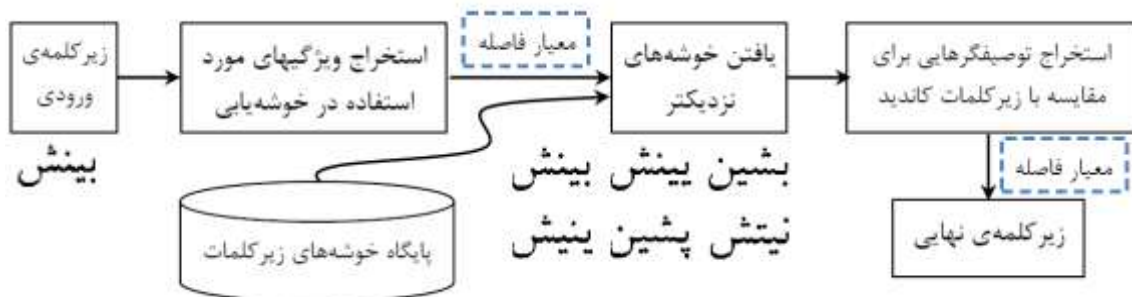 زیرکلمه‌ی
ورودی
بینش
استخراج ویژگیهای مورد
استفاده در خوشه‌یابی
معیار فاصله
پایگاه خوشه‌های زیرکلمات
یافتن خوشه‌های
نزدیکتر
بشین یینش بینش
نیتش پشین ینیش
استخراج توصیفگرهایی برای
مقایسه با زیرکلمات کاندید
معیار فاصله
زیرکلمه‌ی نهایی